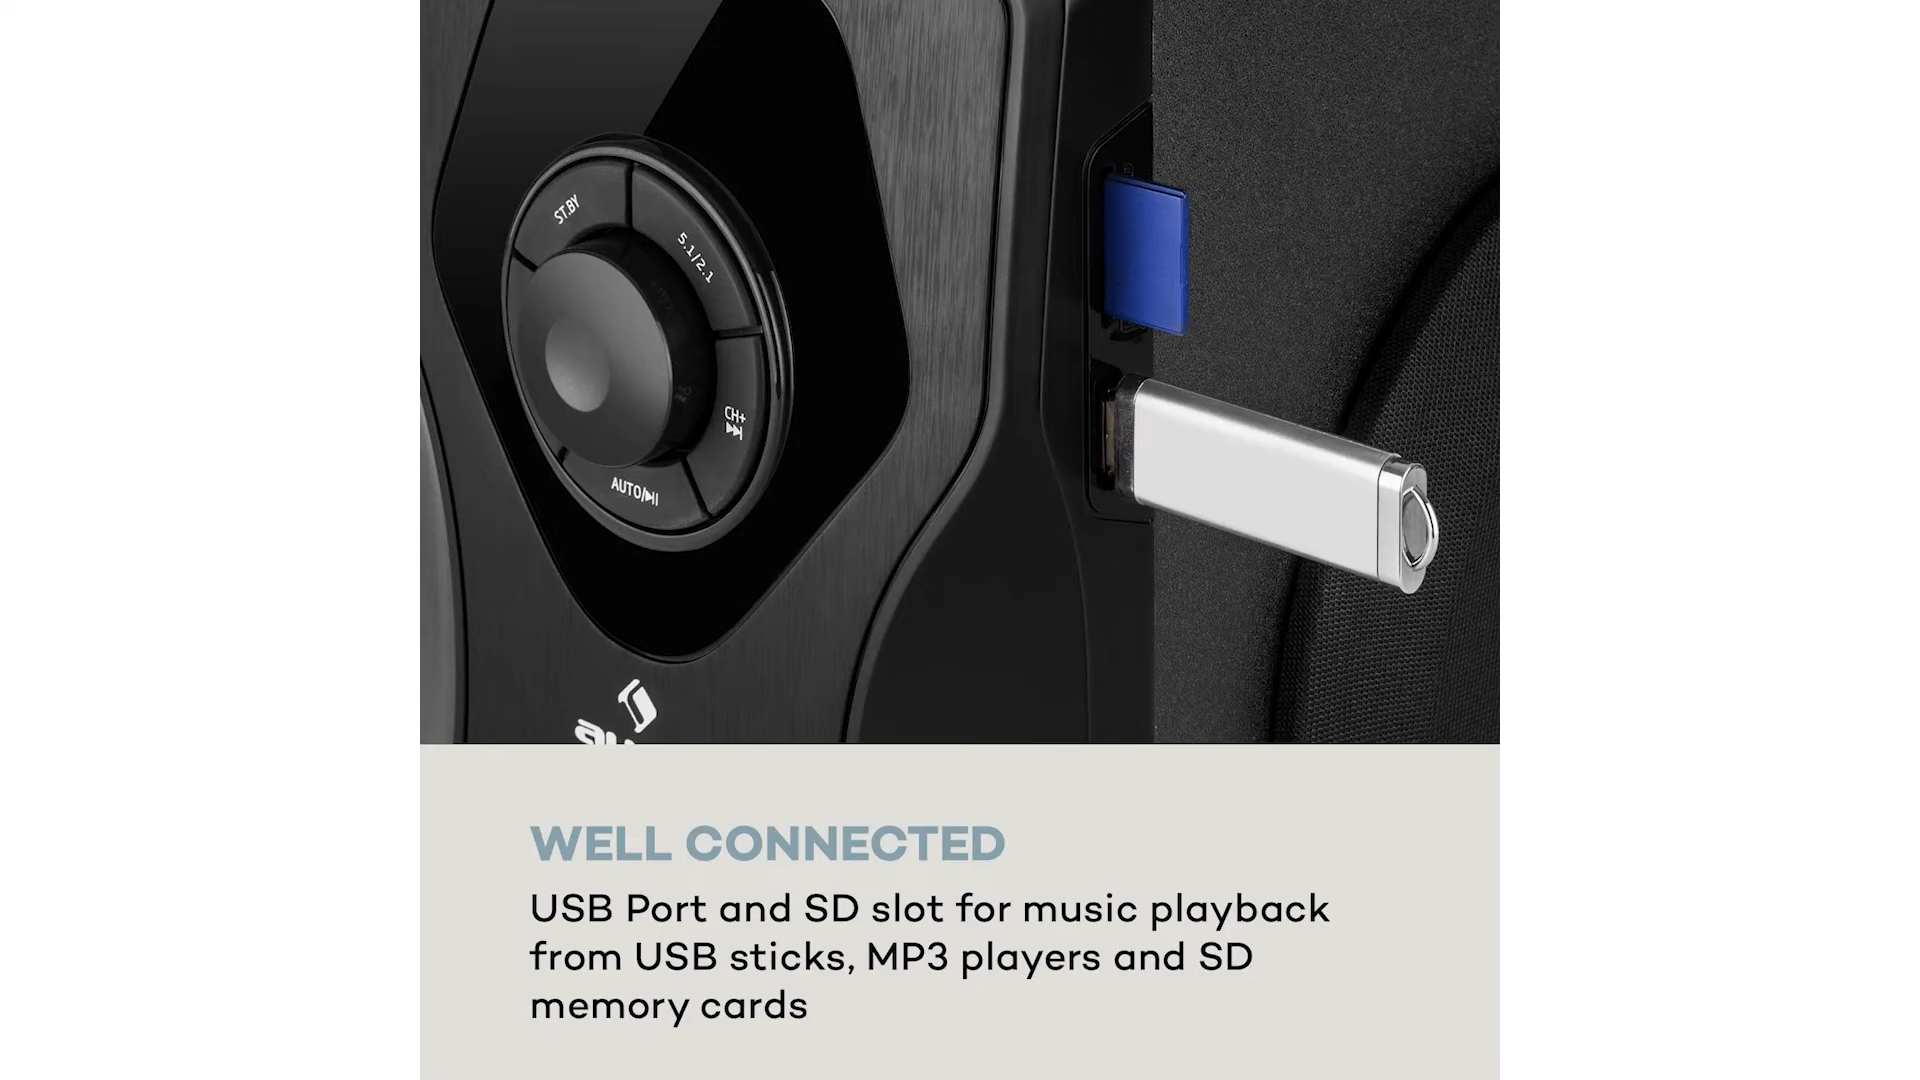 ST.BY
5.1/2.1
CH+
AUTO/
WELL CONNECTED
USB Port and SD slot for music playback
from USB sticks, MP3 players and SD
memory cards